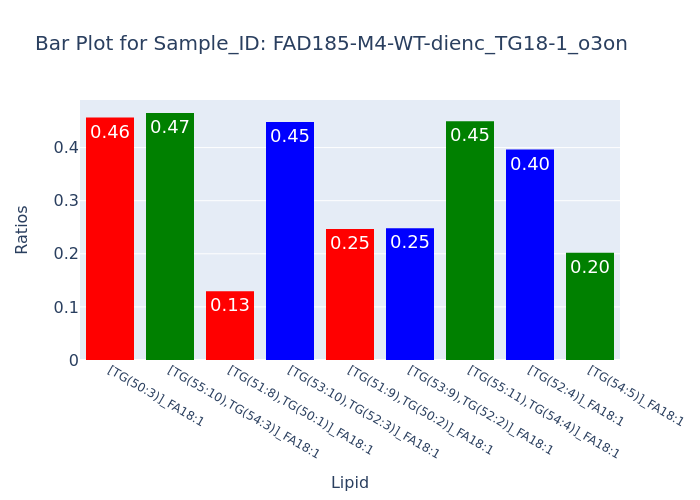 Bar Plot for Sample_ID: FAD185-M4-WT-dienc_TG18-1_o3on
0.46
0.47
0.13
0.45
0.25
0.25
0.45
0.40
0.20
0.4
0.3
0.2
0.1
0
Ratios
[TG(50:3)]_FA18:1
[TG(55:10),TG(54:3)]_FA18:1
[TG(51:8),TG(50:1)]_FA18:1
[TG(53:10),TG(52:3)]_FA18:1
[TG(51:9),TG(50:2)]_FA18:1
[TG(53:9),TG(52:2)]_FA18:1
[TG(55:11),TG(54:4)]_FA18:1
[TG(52:4)]_FA18:1
[TG(54:5)]_FA18:1
Lipid